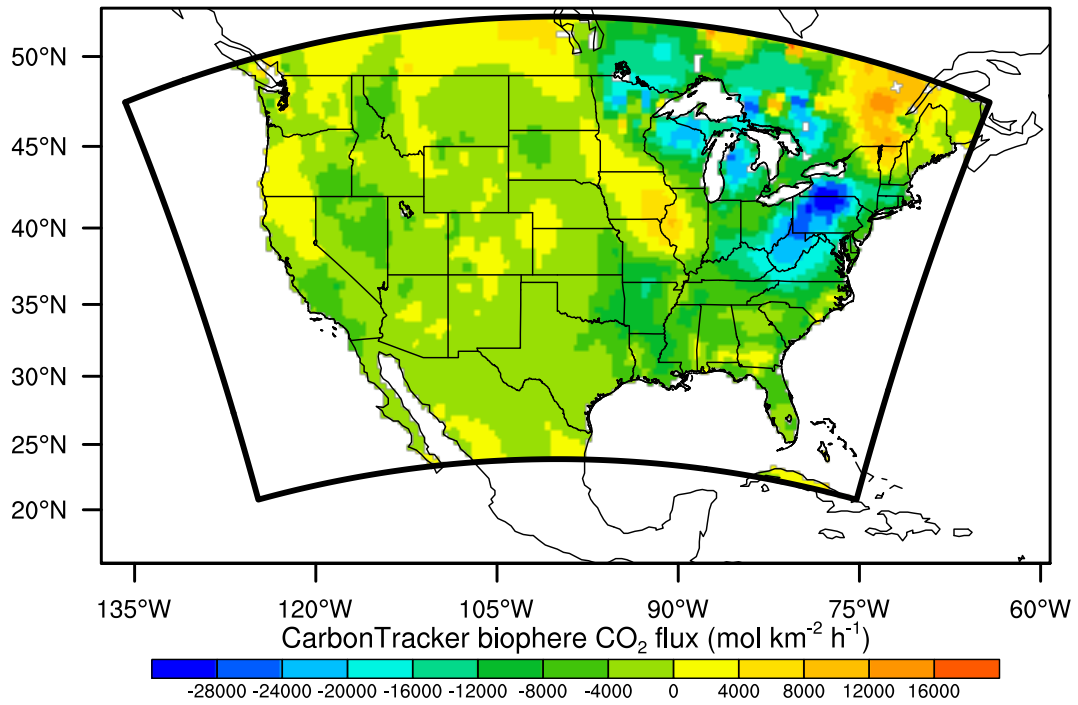 50°N
45°N
40°N
35°N
30°N
25°N
20°N
135°W 120°W 105°W 90°W 75°W 60°W
CarbonTracker biophere CO₂ flux (mol km⁻² h⁻¹)
-28000 -24000 -20000 -16000 -12000 -8000 -4000 0 4000 8000 12000 16000